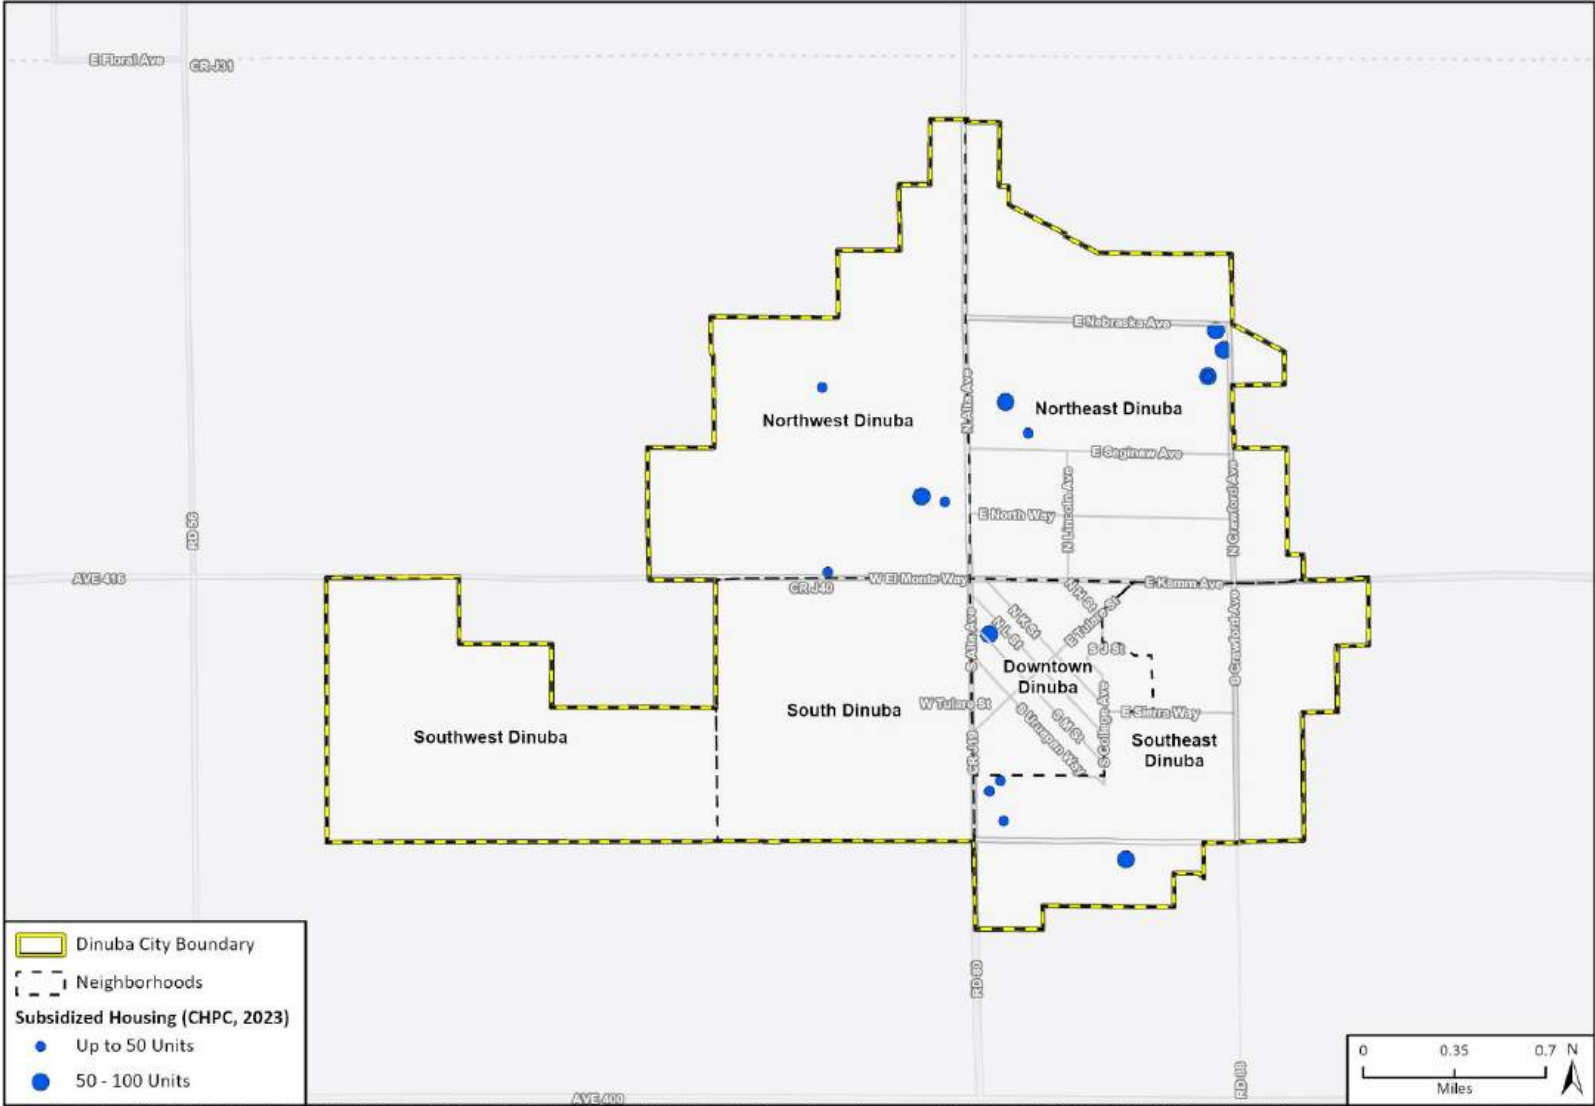 E Floral Ave
CR J31
E Nebraska Ave
N Alta Ave
Northwest Dinuba
Northeast Dinuba
E Saginaw Ave
N Lincoln Ave
N Crawford Ave
E North Way
RD 56
AVE 416
W El Monte Way
CR J40
E Kamm Ave
N H St
N K St
N L St
E Tulare St
S Alta Ave
S J St
S Crawford Ave
Downtown
Dinuba
South Dinuba
W Tulare St
S College Ave
E Sierra Way
S M St
S Uruapan Way
Southwest Dinuba
Southeast
Dinuba
CR J19
RD 80
RD 88
AVE 400
Dinuba City Boundary
Neighborhoods
Subsidized Housing (CHPC, 2023)
Up to 50 Units
50 - 100 Units
0 0.35 0.7 N
Miles